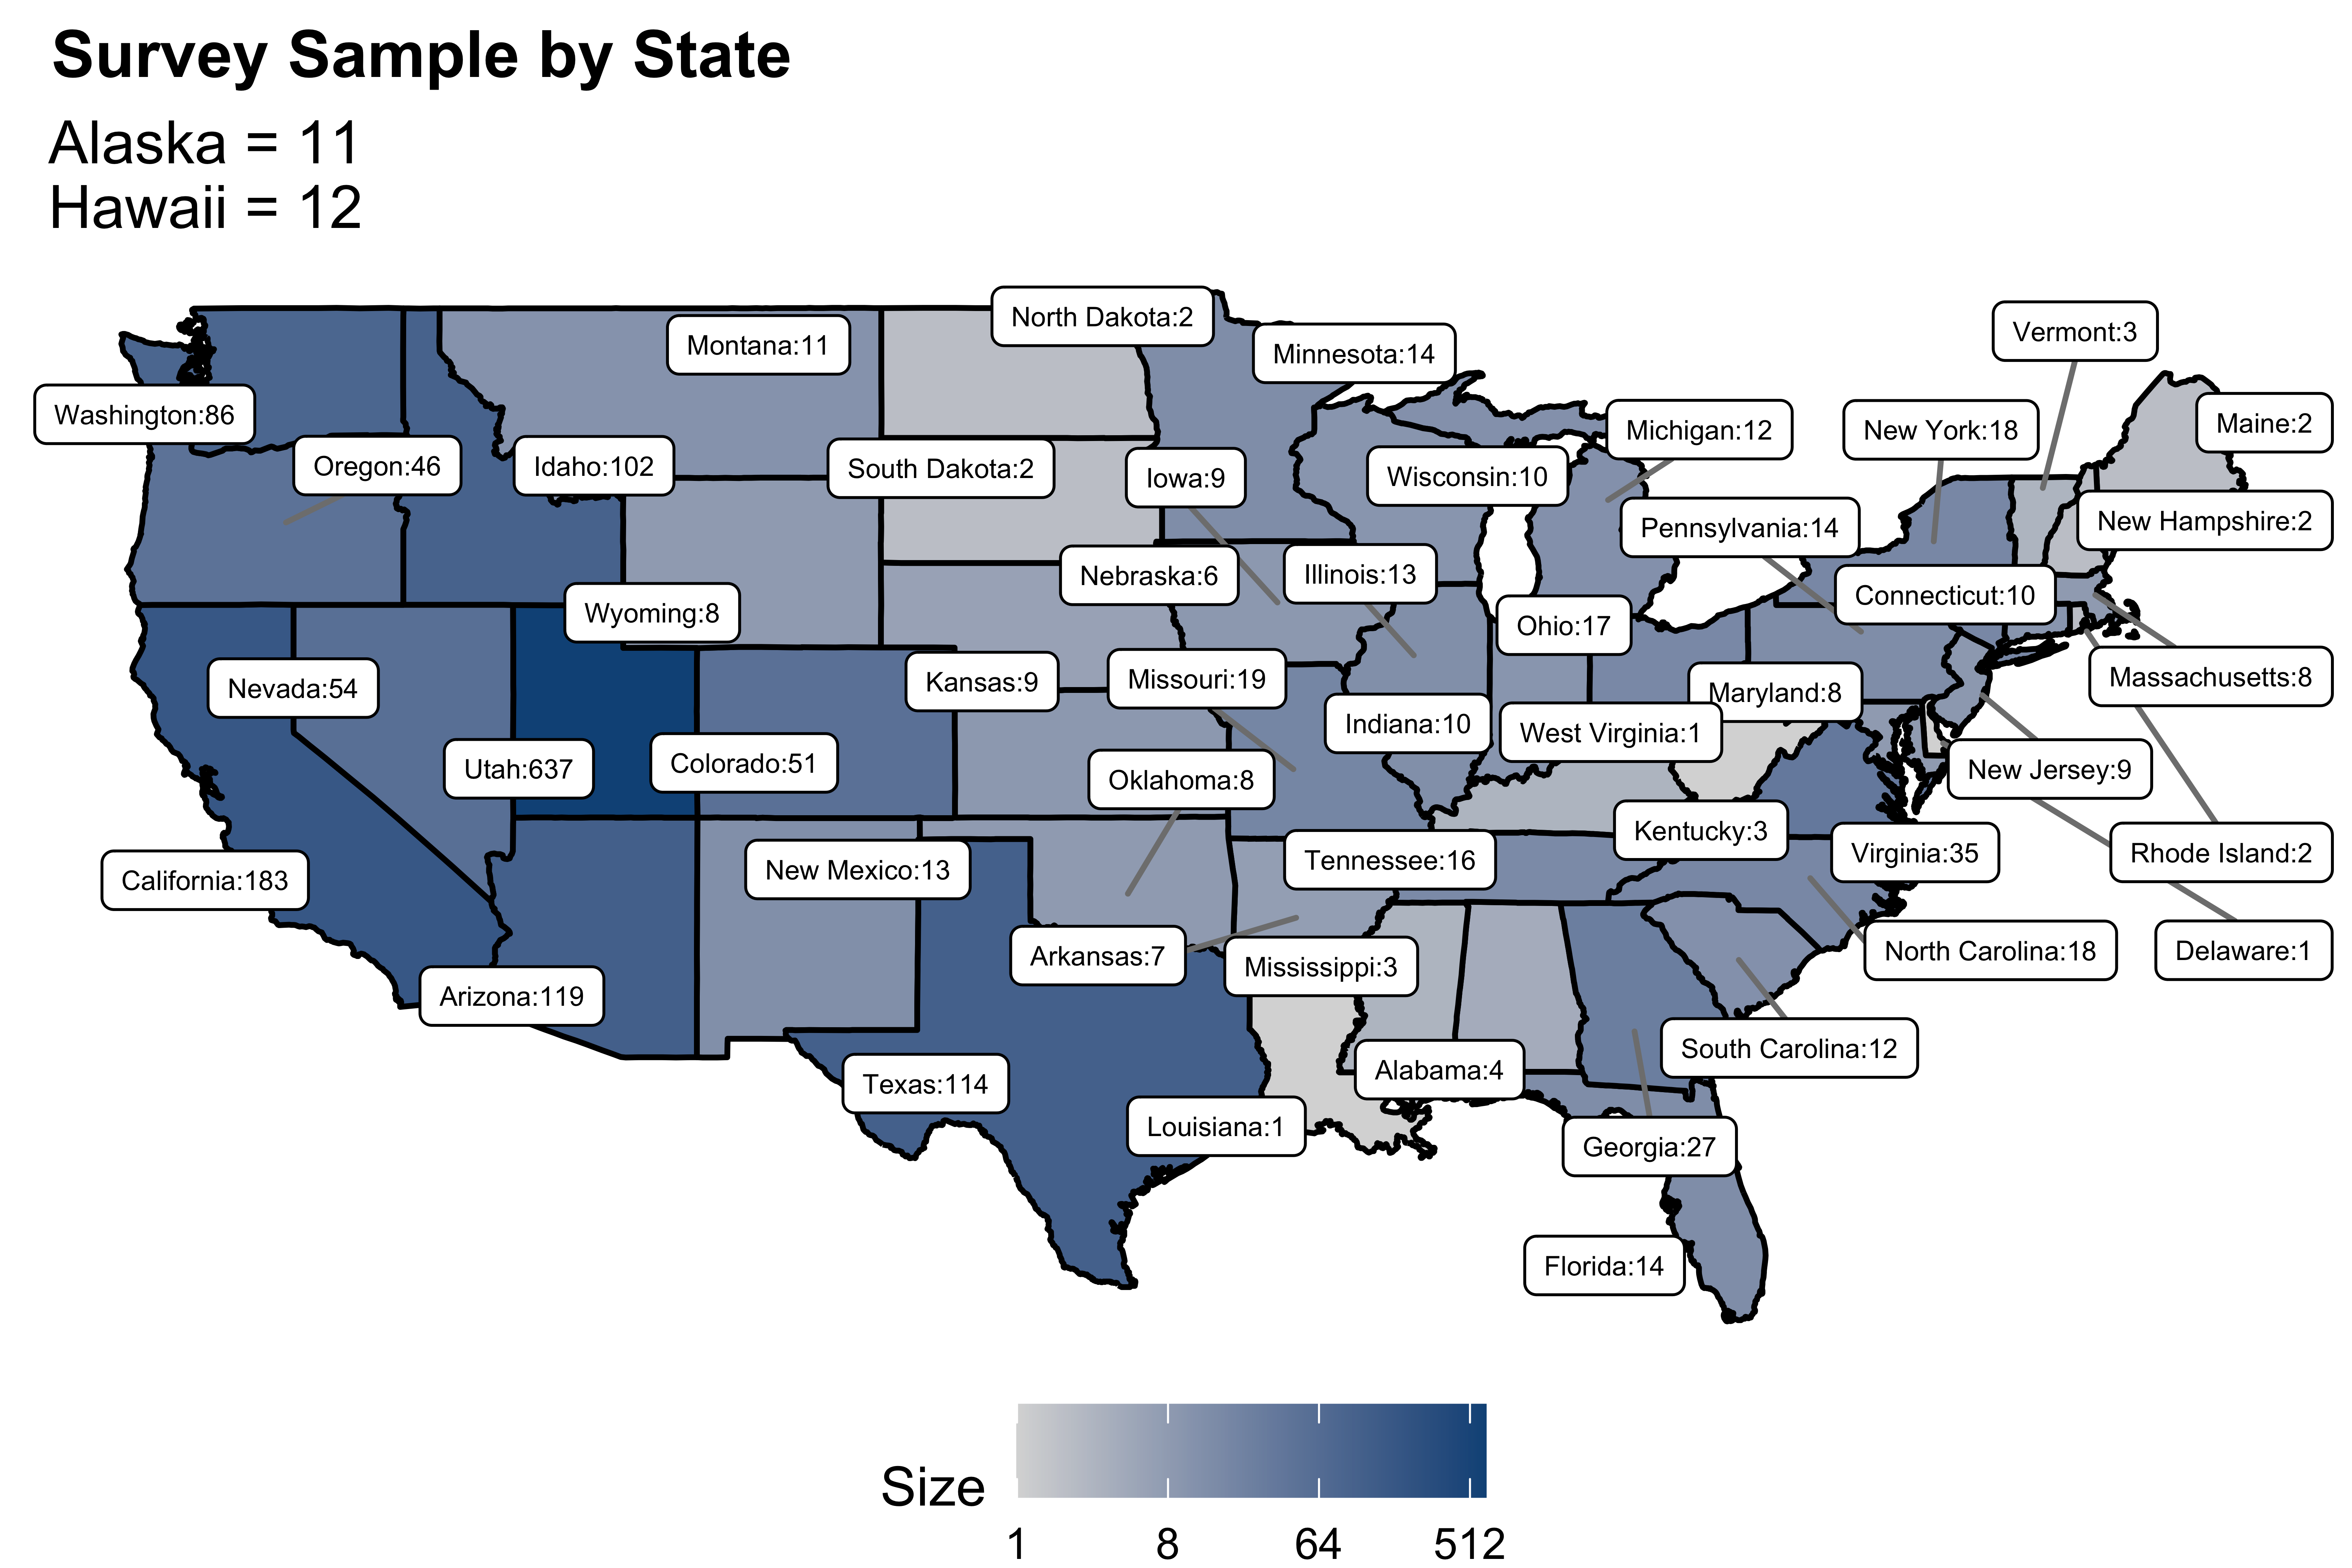 Survey Sample by State
Alaska = 11
Hawaii = 12
North Dakota:2
Vermont:3
Montana:11
Minnesota:14
Washington:86
Michigan:12
New York:18
Maine:2
Oregon:46
Idaho:102
South Dakota:2
Iowa:9
Wisconsin:10
Pennsylvania:14
New Hampshire:2
Nebraska:6
Illinois:13
Connecticut:10
Wyoming:8
Ohio:17
Nevada:54
Kansas:9
Missouri:19
Maryland:8
Massachusetts:8
Indiana:10
West Virginia:1
Utah:637
Colorado:51
Oklahoma:8
New Jersey:9
Kentucky:3
Virginia:35
Rhode Island:2
Tennessee:16
New Mexico:13
California:183
Arkansas:7
Mississippi:3
North Carolina:18
Delaware:1
Arizona:119
South Carolina:12
Texas:114
Alabama:4
Louisiana:1
Georgia:27
Florida:14
Size
1 8 64 512